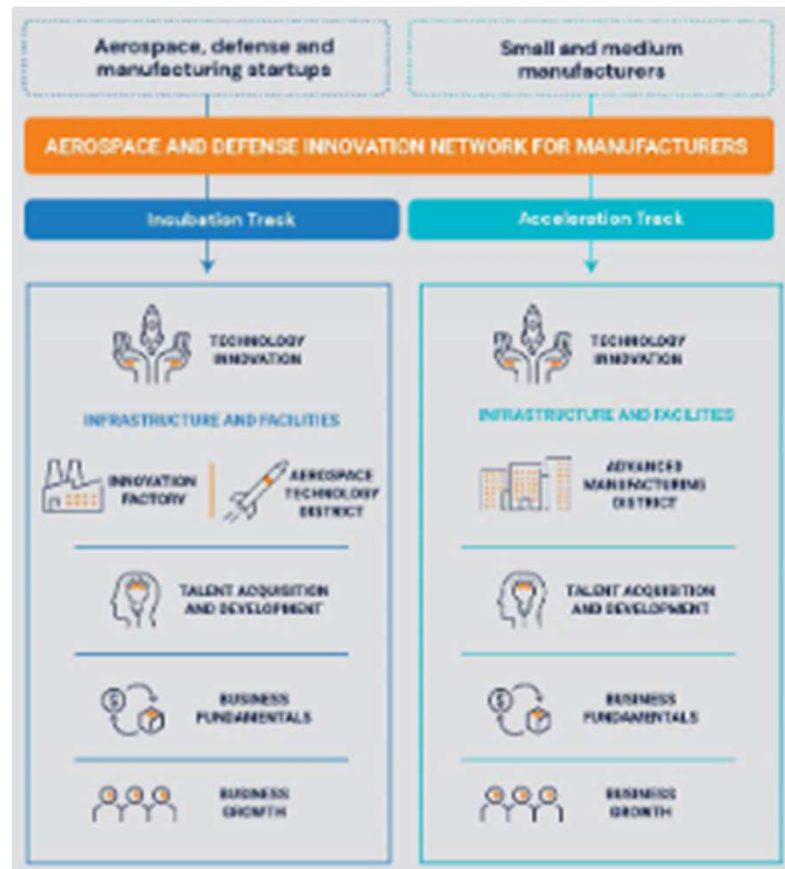 Aerospace, defense and
manufacturing startups
Small and medium
manufacturers
AEROSPACE AND DEFENSE INNOVATION NETWORK FOR MANUFACTURERS
Incubation Track
Acceleration Track
TECHNOLOGY
INNOVATION
INFRASTRUCTURE AND FACILITIES
INNOVATION
FACTORY
AEROSPACE
TECHNOLOGY
DISTRICT
TALENT ACQUISITION
AND DEVELOPMENT
BUSINESS
FUNDAMENTALS
BUSINESS
GROWTH
TECHNOLOGY
INNOVATION
INFRASTRUCTURE AND FACILITIES
ADVANCED
MANUFACTURING
DISTRICT
TALENT ACQUISITION
AND DEVELOPMENT
BUSINESS
FUNDAMENTALS
BUSINESS
GROWTH